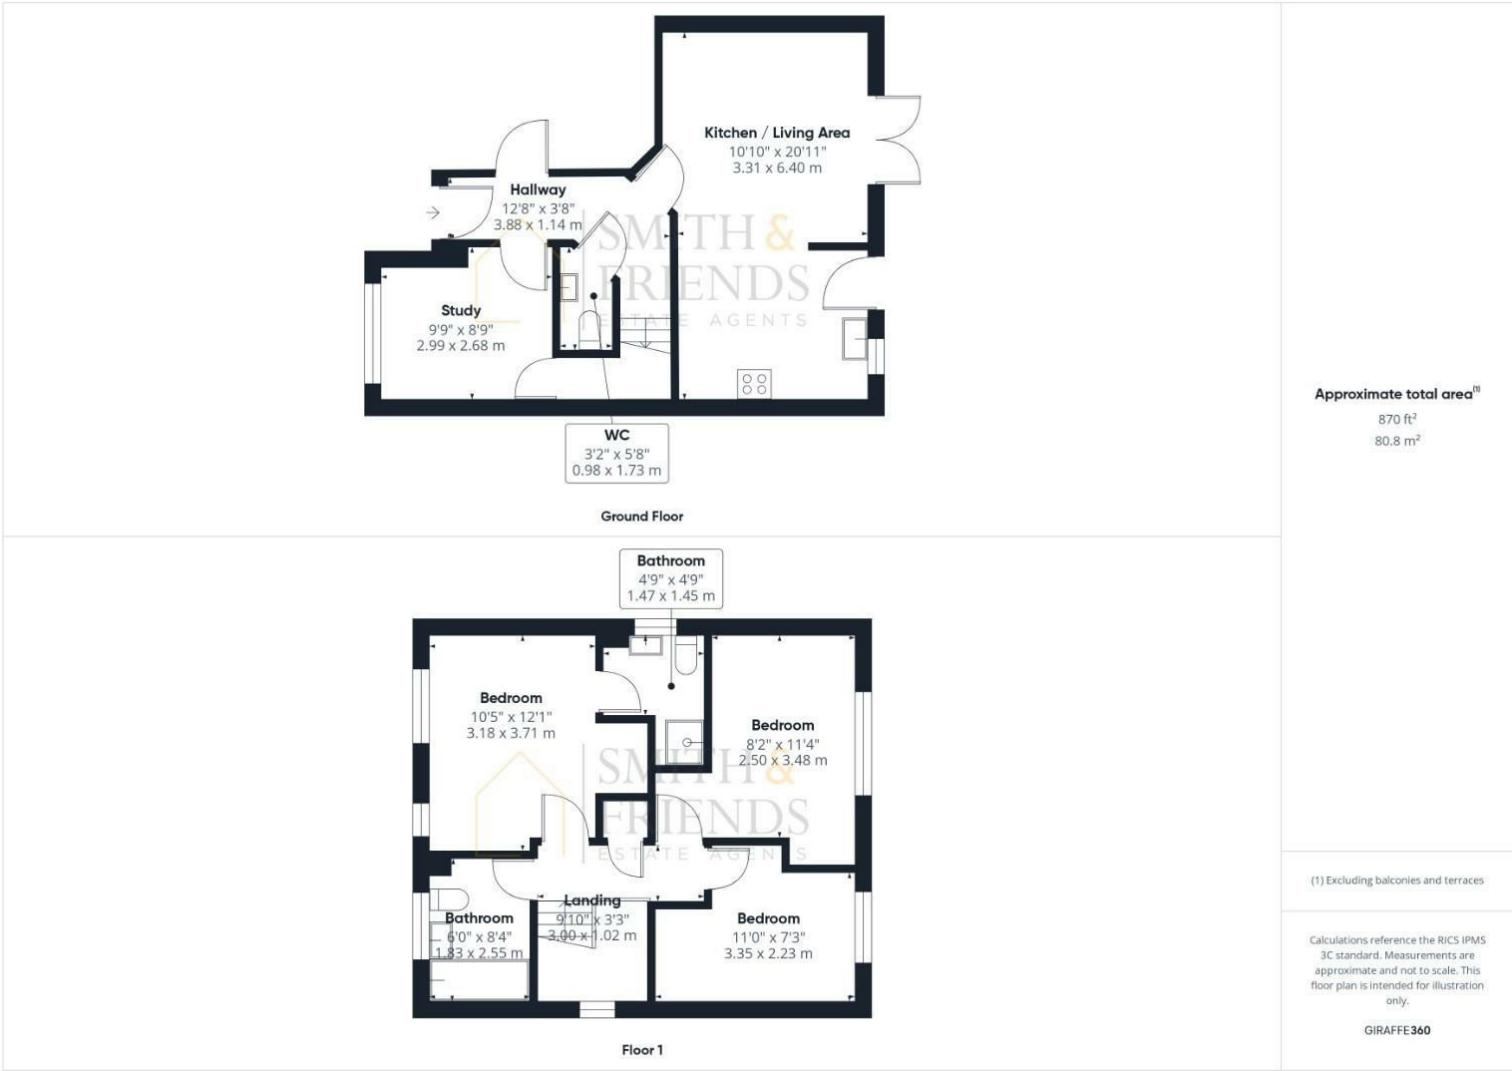 Kitchen / Living Area
10'10" x 20'11"
3.31 x 6.40 m
Hallway
12'8" x 3'8"
3.88 x 1.14 m
SMITH &
FRIENDS
ESTATE AGENTS
Study
9'9" x 8'9"
2.99 x 2.68 m
WC
3'2" x 5'8"
0.98 x 1.73 m
Ground Floor
Bathroom
4'9" x 4'9"
1.47 x 1.45 m
Bedroom
10'5" x 12'1"
3.18 x 3.71 m
Bedroom
8'2" x 11'4"
2.50 x 3.48 m
SMITH &
FRIENDS
ESTATE AGENTS
Landing
9'10" x 3'3"
3.00 x 1.02 m
Bathroom
6'0" x 8'4"
1.83 x 2.55 m
Bedroom
11'0" x 7'3"
3.35 x 2.23 m
Floor 1
Approximate total area(1)
870 ft²
80.8 m²
(1) Excluding balconies and terraces
Calculations reference the RICS IPMS
3C standard. Measurements are
approximate and not to scale. This
floor plan is intended for illustration
only.
GIRAFFE360